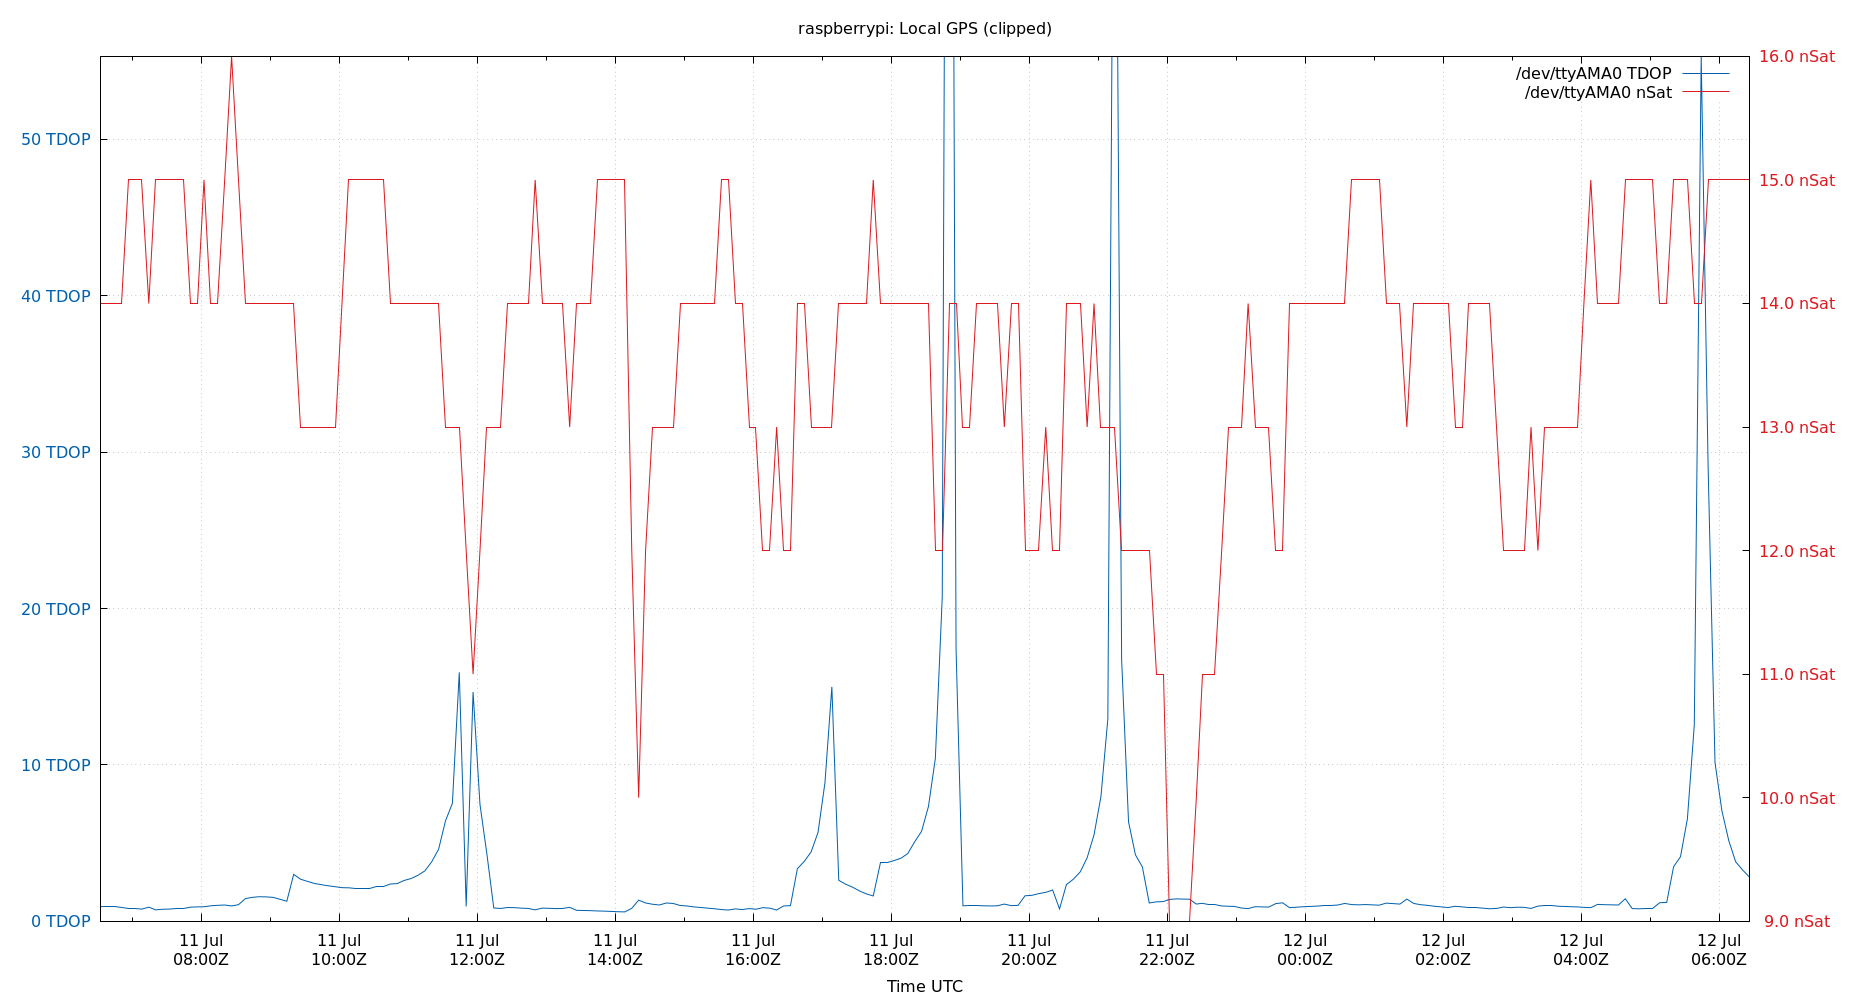 raspberrypi: Local GPS (clipped)
16.0 nSat
/dev/ttyAMA0 TDOP
/dev/ttyAMA0 nSat
50 TDOP
15.0 nSat
40 TDOP
14.0 nSat
30 TDOP
13.0 nSat
12.0 nSat
20 TDOP
11.0 nSat
10 TDOP
10.0 nSat
0 TDOP
9.0 nSat
11 Jul 11 Jul 11 Jul 11 Jul 11 Jul 11 Jul 11 Jul 11 Jul 12 Jul 12 Jul 12 Jul 12 Jul
08:00Z 10:00Z 12:00Z 14:00Z 16:00Z 18:00Z 20:00Z 22:00Z 00:00Z 02:00Z 04:00Z 06:00Z
Time UTC